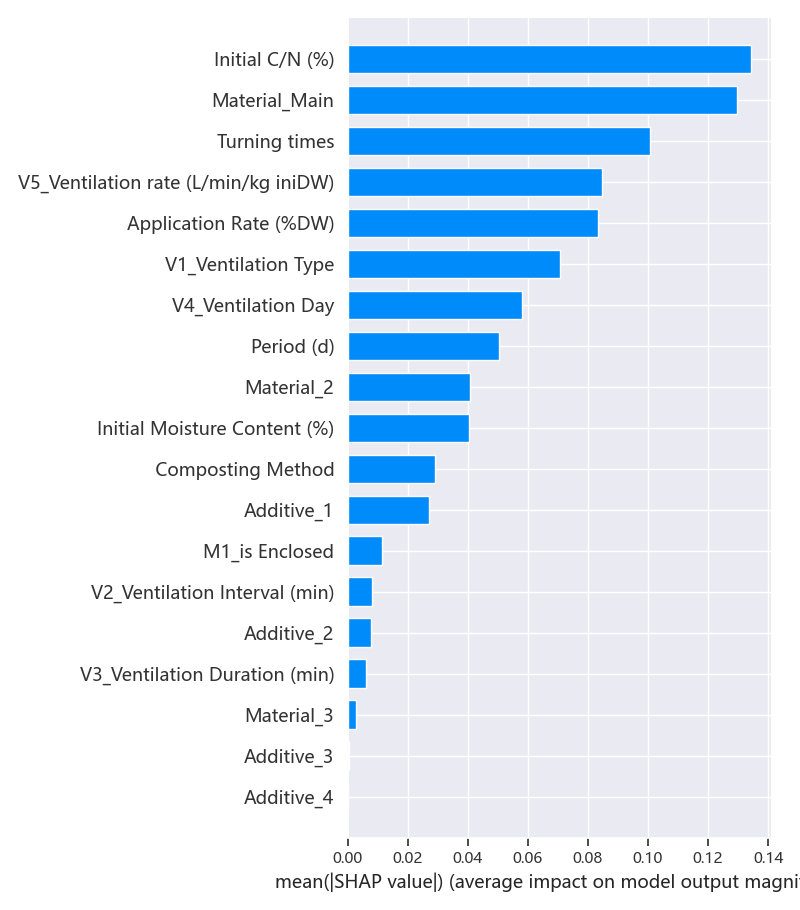 Initial C/N (%)
Material_Main
Turning times
V5_Ventilation rate (L/min/kg iniDW)
Application Rate (%DW)
V1_Ventilation Type
V4_Ventilation Day
Period (d)
Material_2
Initial Moisture Content (%)
Composting Method
Additive_1
M1_is Enclosed
V2_Ventilation Interval (min)
Additive_2
V3_Ventilation Duration (min)
Material_3
Additive_3
Additive_4
0.00 0.02 0.04 0.06 0.08 0.10 0.12 0.14
mean(|SHAP value|) (average impact on model output magni